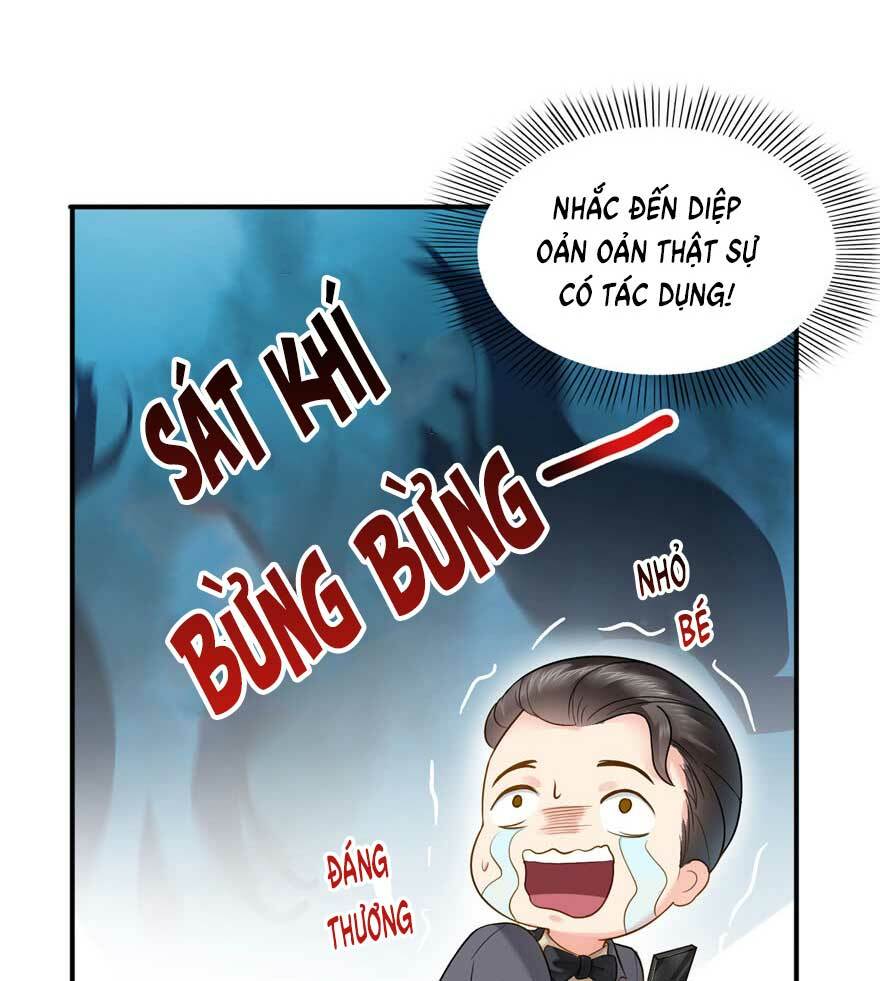 NHẮC ĐẾN DIỆP
OẢN OẢN THẬT SỰ
CÓ TÁC DỤNG!
SÁT KHÍ
BỪNG BỪNG
NHỎ
BÉ
ĐÁNG
THƯƠNG